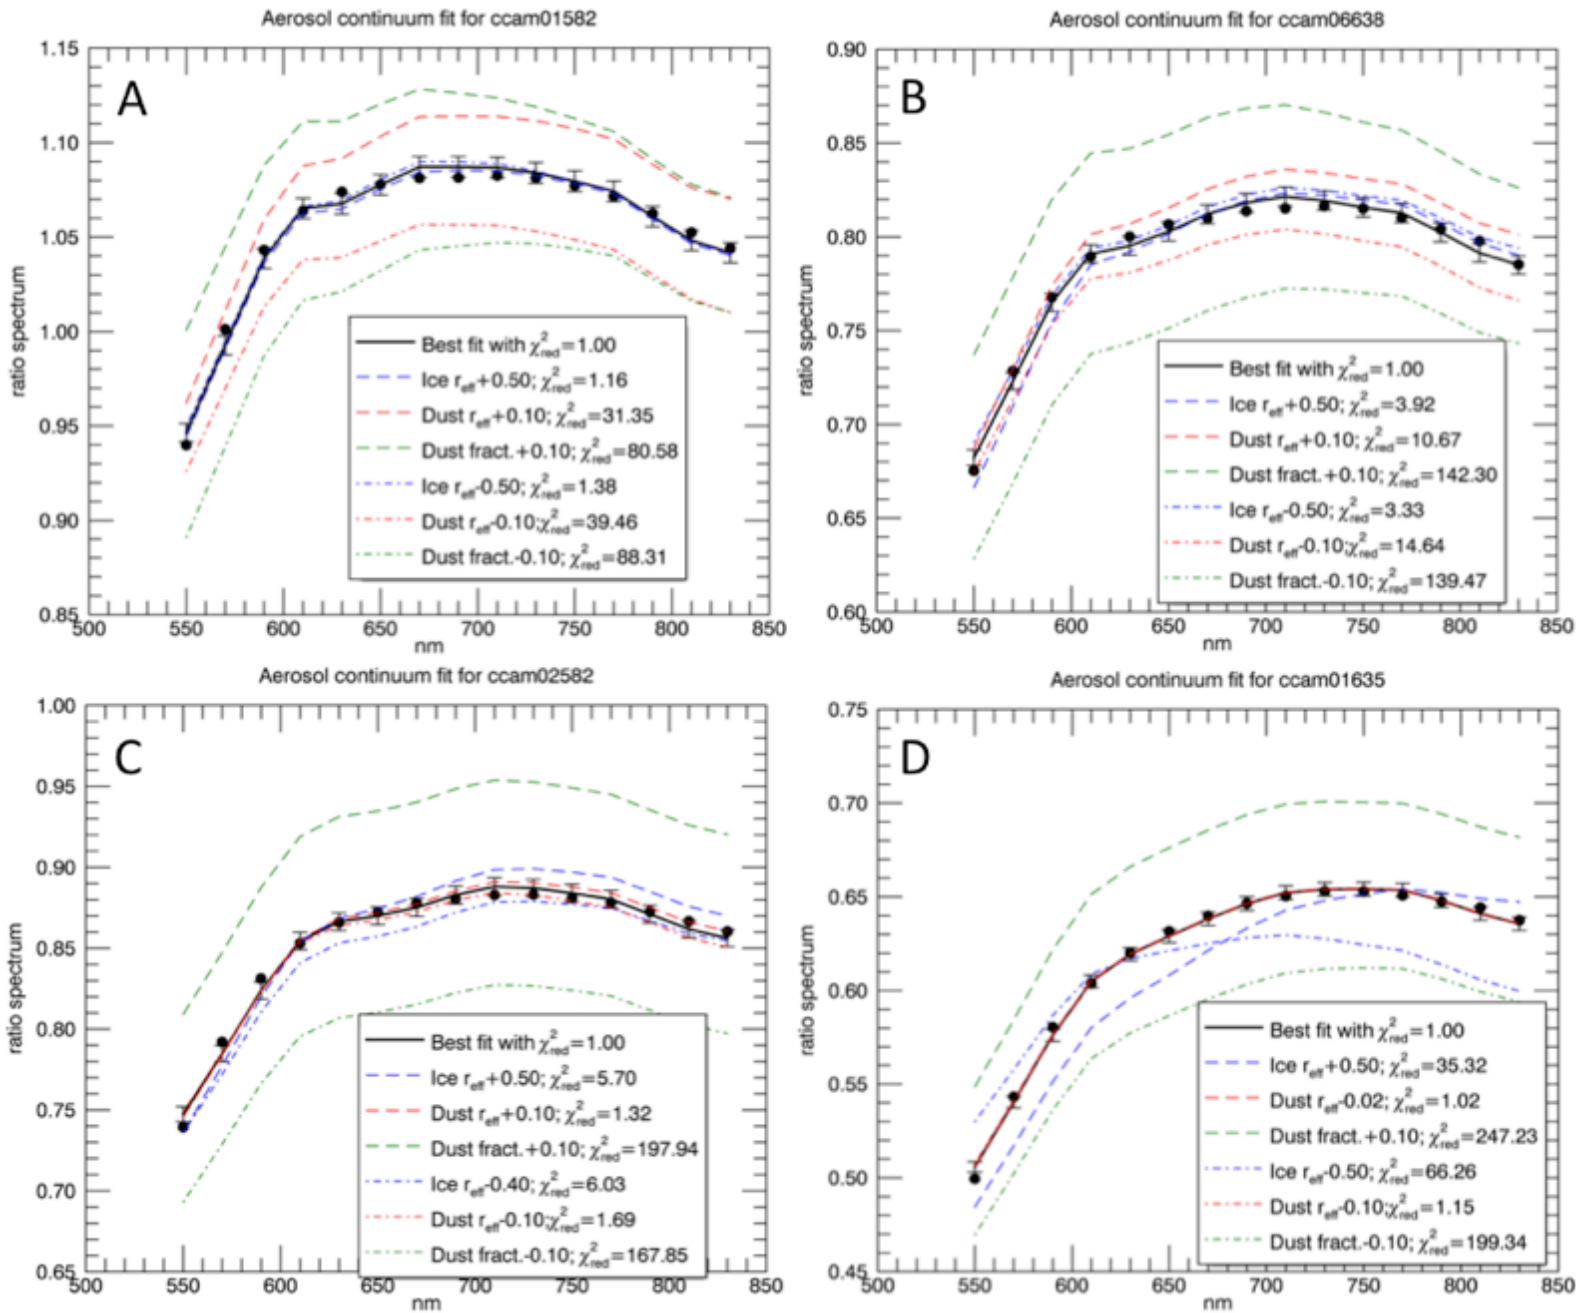 Aerosol continuum fit for ccam01582
A
1.15
1.10
1.05
1.00
0.95
0.90
0.85
ratio spectrum
500 550 600 650 700 750 800 850
nm
Best fit with χ²red=1.00
Ice reff+0.50; χ²red=1.16
Dust reff+0.10; χ²red=31.35
Dust fract.+0.10; χ²red=80.58
Ice reff-0.50; χ²red=1.38
Dust reff-0.10;χ²red=39.46
Dust fract.-0.10; χ²red=88.31
Aerosol continuum fit for ccam06638
B
0.90
0.85
0.80
0.75
0.70
0.65
0.60
ratio spectrum
500 550 600 650 700 750 800 850
nm
Best fit with χ²red=1.00
Ice reff+0.50; χ²red=3.92
Dust reff+0.10; χ²red=10.67
Dust fract.+0.10; χ²red=142.30
Ice reff-0.50; χ²red=3.33
Dust reff-0.10;χ²red=14.64
Dust fract.-0.10; χ²red=139.47
Aerosol continuum fit for ccam02582
C
1.00
0.95
0.90
0.85
0.80
0.75
0.70
0.65
ratio spectrum
500 550 600 650 700 750 800 850
nm
Best fit with χ²red=1.00
Ice reff+0.50; χ²red=5.70
Dust reff+0.10; χ²red=1.32
Dust fract.+0.10; χ²red=197.94
Ice reff-0.40; χ²red=6.03
Dust reff-0.10;χ²red=1.69
Dust fract.-0.10; χ²red=167.85
Aerosol continuum fit for ccam01635
D
0.75
0.70
0.65
0.60
0.55
0.50
0.45
ratio spectrum
500 550 600 650 700 750 800 850
nm
Best fit with χ²red=1.00
Ice reff+0.50; χ²red=35.32
Dust reff-0.02; χ²red=1.02
Dust fract.+0.10; χ²red=247.23
Ice reff-0.50; χ²red=66.26
Dust reff-0.10;χ²red=1.15
Dust fract.-0.10; χ²red=199.34